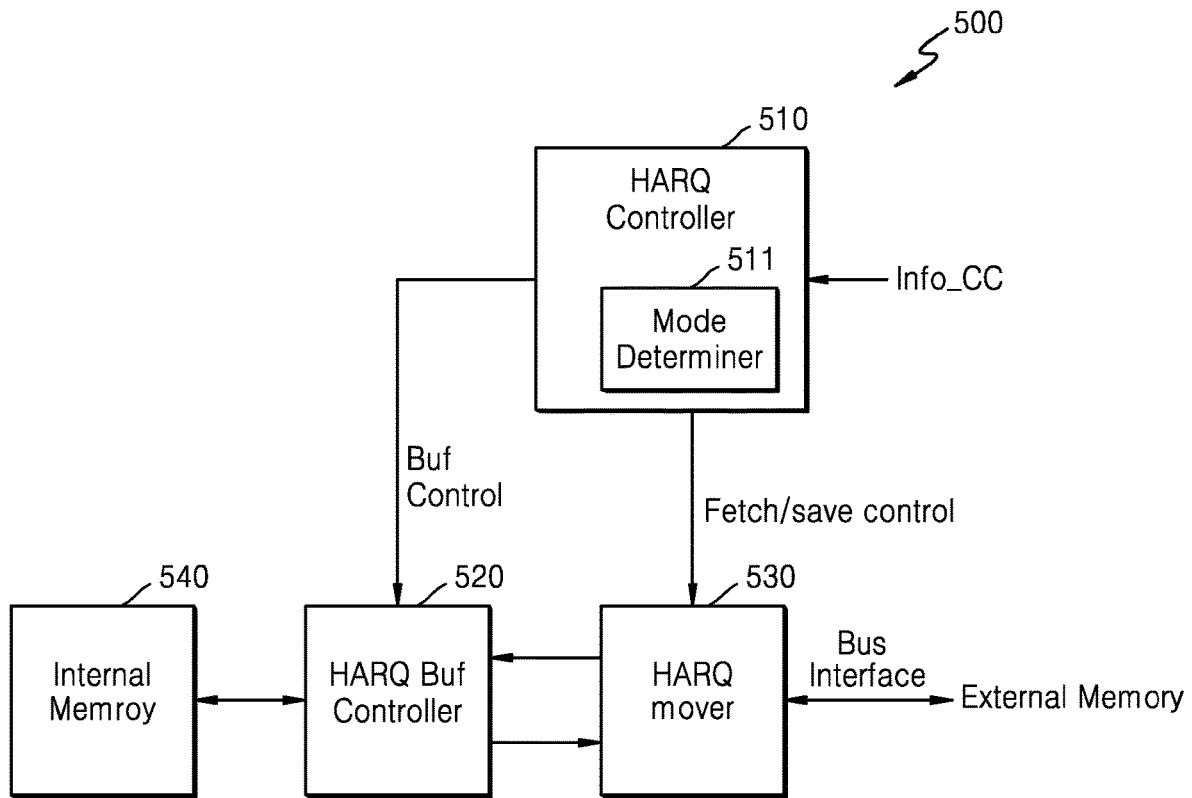 500
510
HARQ
Controller
511
Info_CC
Mode
Determiner
Buf
Control
Fetch/save control
540
520
530
Internal
Memroy
HARQ Buf
Controller
HARQ
mover
Bus
Interface
External Memory